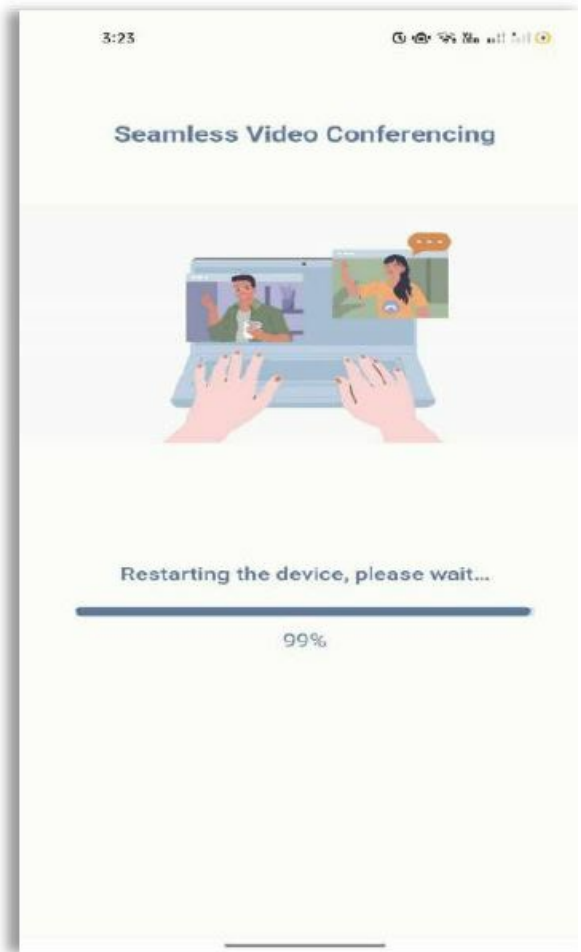 3:23
Seamless Video Conferencing
Restarting the device, please wait...
99%